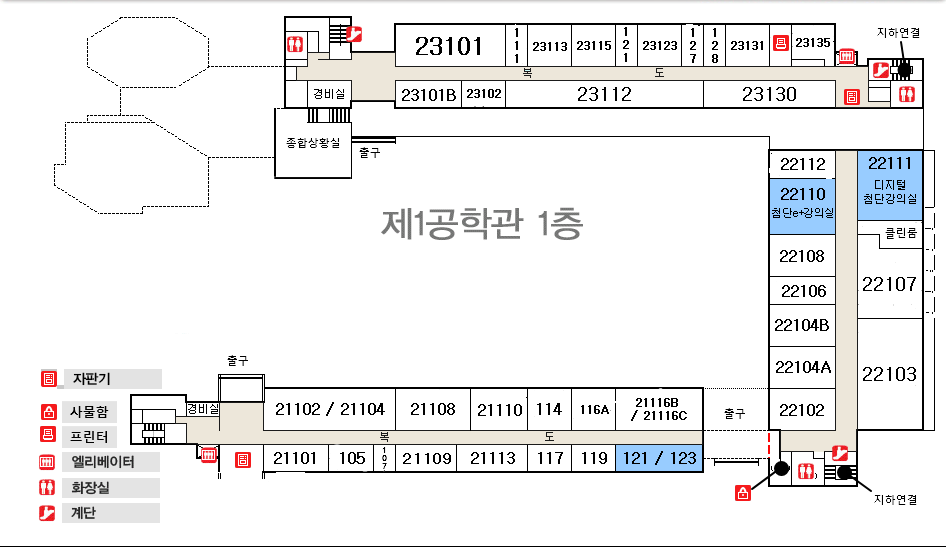 지하연결
23101
111
23113
23115
121
23123
127
128
23131
23135
복 도
경비실
23101B
23102
23112
23130
종합상황실
출구
제1공학관 1층
22112
22111
디지털
첨단강의실
22110
첨단e+강의실
클린룸
22108
22107
22106
22104B
22104A
22103
22102
출구
경비실
21102 / 21104
21108
21110
114
116A
21116B
/ 21116C
출구
복 도
21101
105
107
21109
21113
117
119
121 / 123
지하연결
자판기
사물함
프린터
엘리베이터
화장실
계단